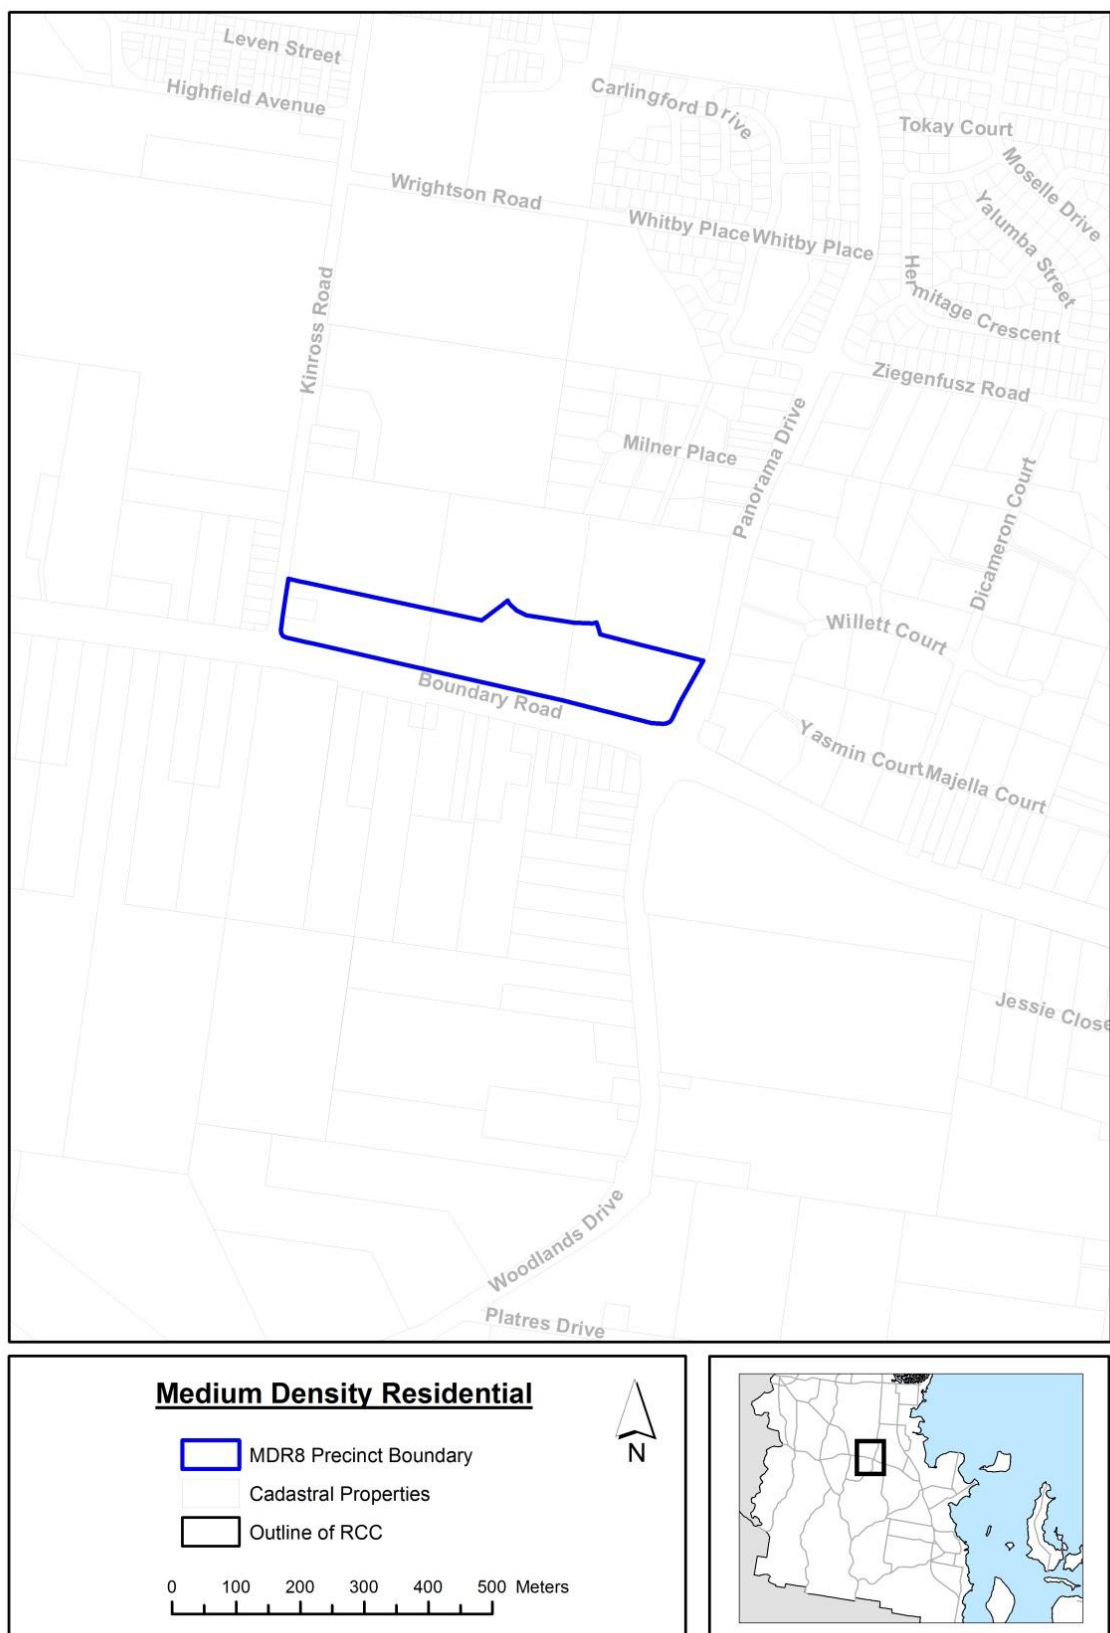 Leven Street
Highfield Avenue
Carlingford Drive
Tokay Court
Moselle Drive
Wrightson Road
Yalumba Street
Whitby Place
Whitby Place
Hermitage Crescent
Kinross Road
Ziegenfusz Road
Milner Place
Panorama Drive
Dicameron Court
Willett Court
Boundary Road
Yasmin Court
Majella Court
Jessie Close
Woodlands Drive
Platres Drive
Medium Density Residential
MDR8 Precinct Boundary
Cadastral Properties
Outline of RCC
N
0 100 200 300 400 500 Meters